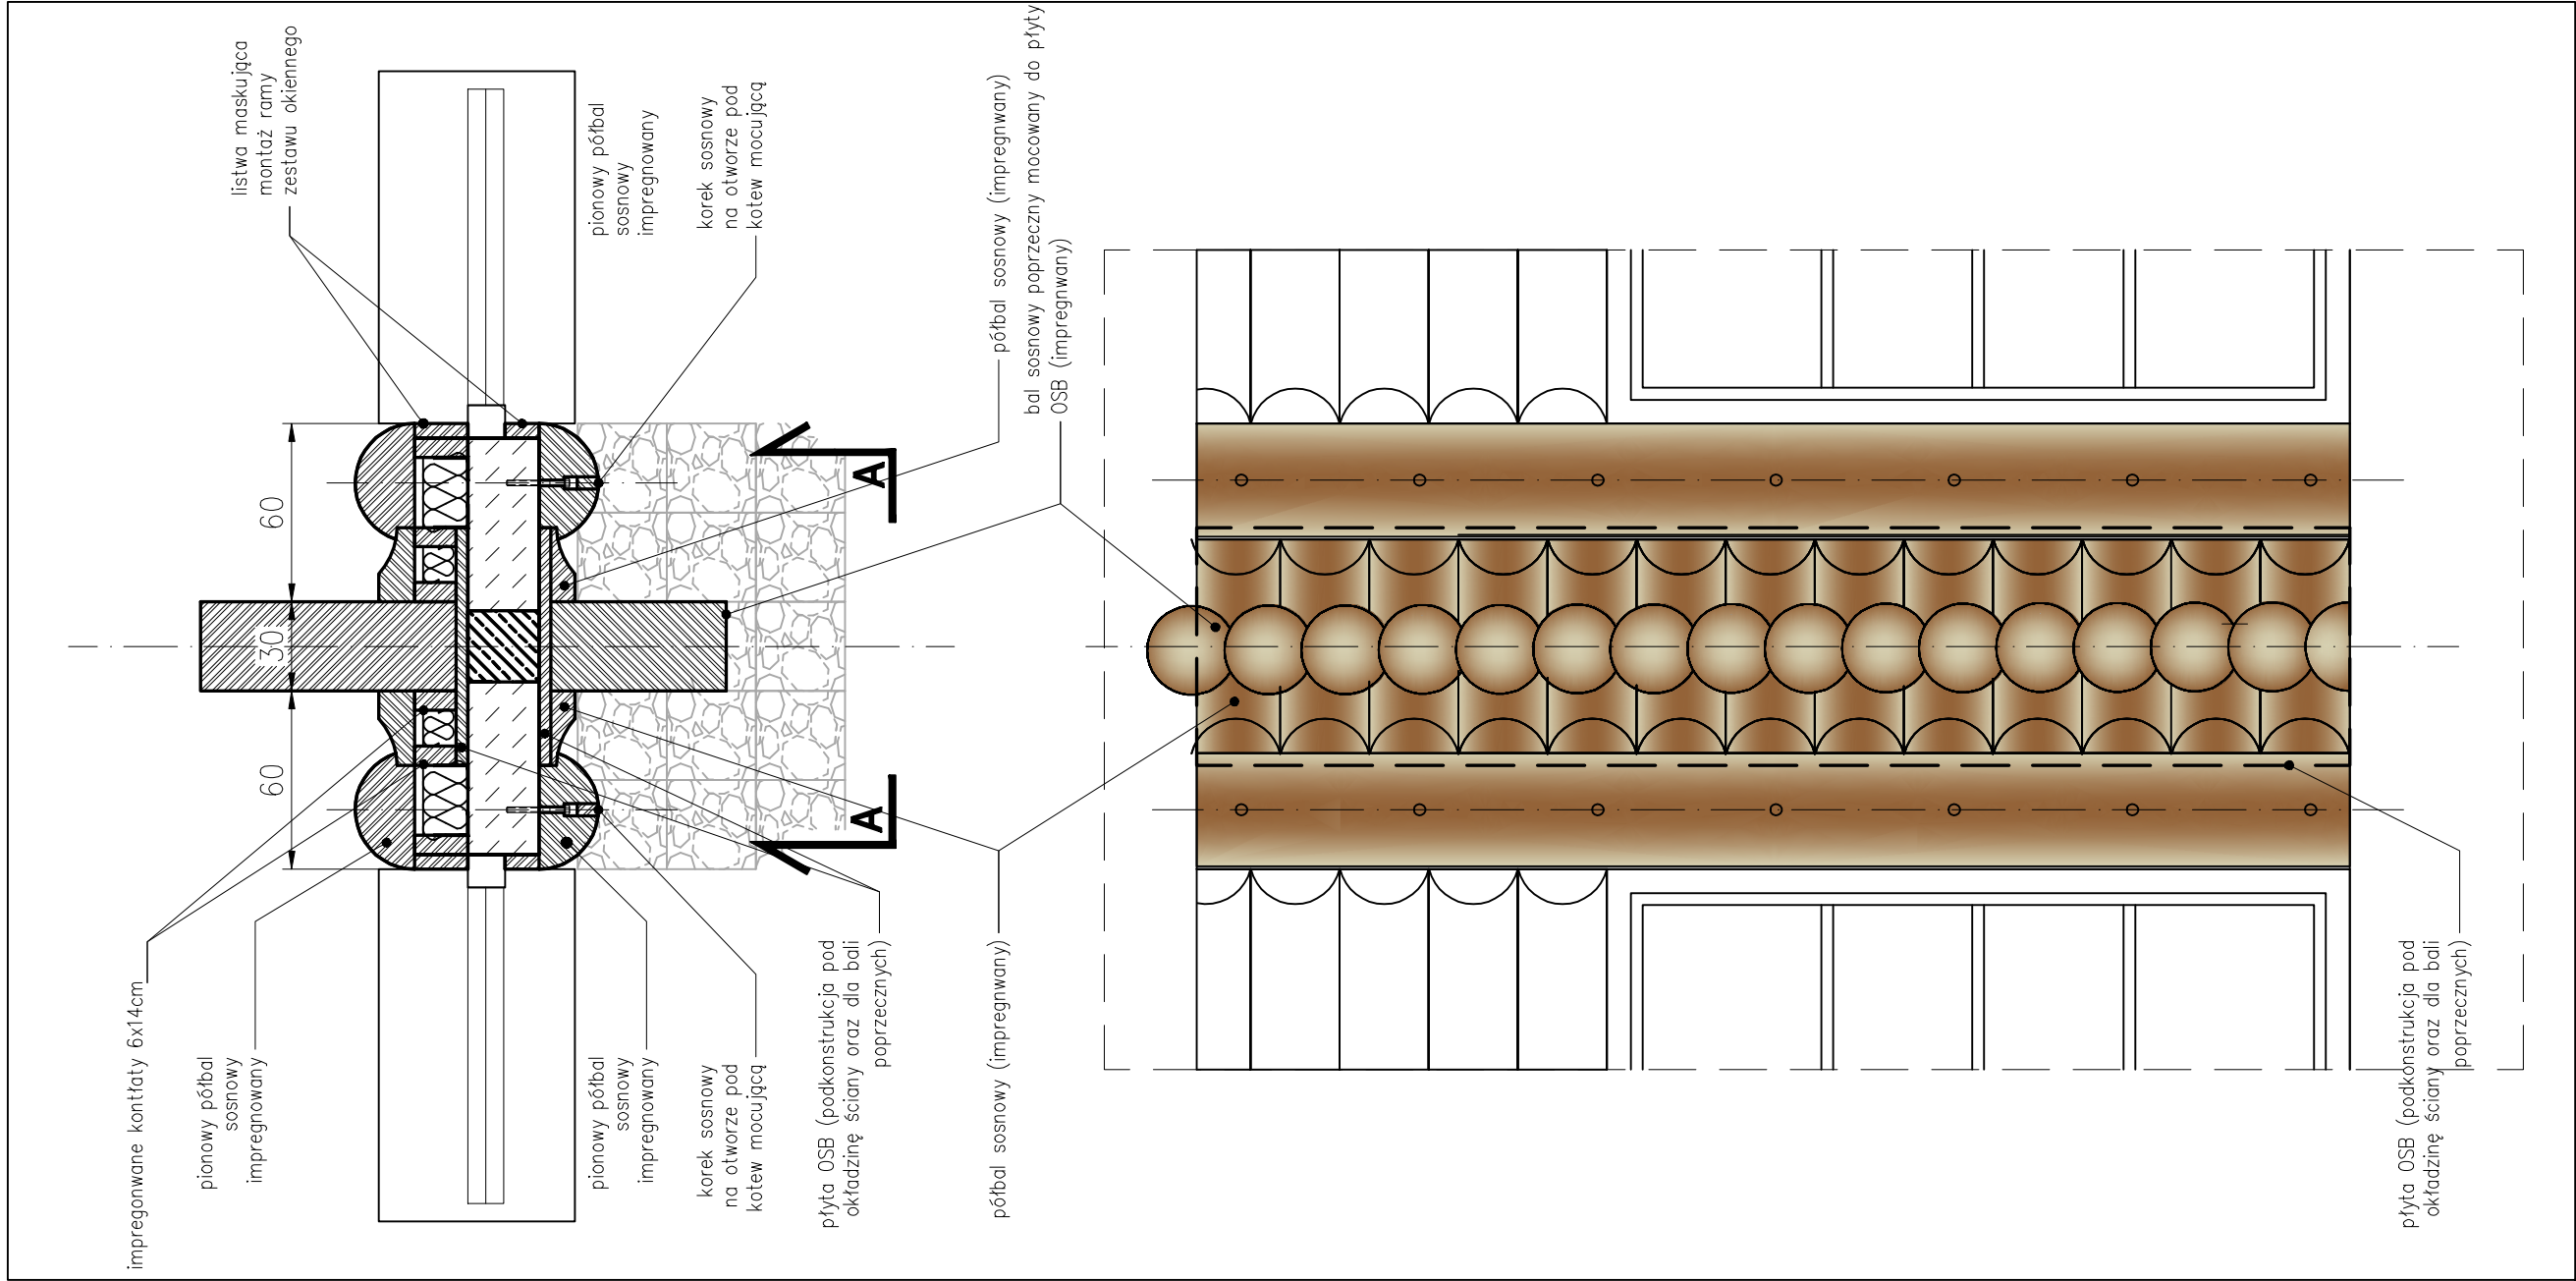 listwa maskująca
montaż ramy
zestawu okiennego
pionowy półbal
sosnowy
impregnowany
korek sosnowy
na otworze pod
kotew mocującą
półbal sosnowy (impregnwany)
bal sosnowy poprzeczny mocowany do płyty
OSB (impregnwany)
60
30
60
A
A
impregonwane kontłaty 6x14cm
pionowy półbal
sosnowy
impregnowany
pionowy półbal
sosnowy
impregnowany
korek sosnowy
na otworze pod
kotew mocującą
płyta OSB (podkonstrukcja pod
okładzinę ściany oraz dla bali
poprzecznych)
półbal sosnowy (impregnwany)
płyta OSB (podkonstrukcja pod
okładzinę ściany oraz dla bali
poprzecznych)